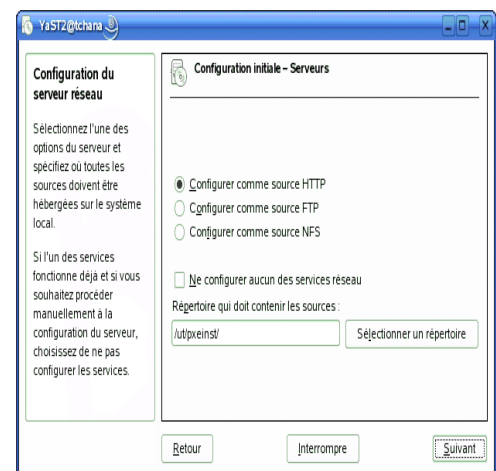 YaST2@tchana
Configuration du
serveur réseau
Sélectionnez l'une des
options du serveur et
spécifiez où toutes les
sources doivent être
hébergées sur le système
local.
Si l'un des services
fonctionne déjà et si vous
souhaitez procéder
manuellement à la
configuration du serveur,
choisissez de ne pas
configurer les services.
Configuration initiale – Serveurs
Configurer comme source HTTP
Configurer comme source FTP
Configurer comme source NFS
Ne configurer aucun des services réseau
Répertoire qui doit contenir les sources :
/ut/pxeinst/
Sélectionner un répertoire
Retour
Interrompre
Suivant